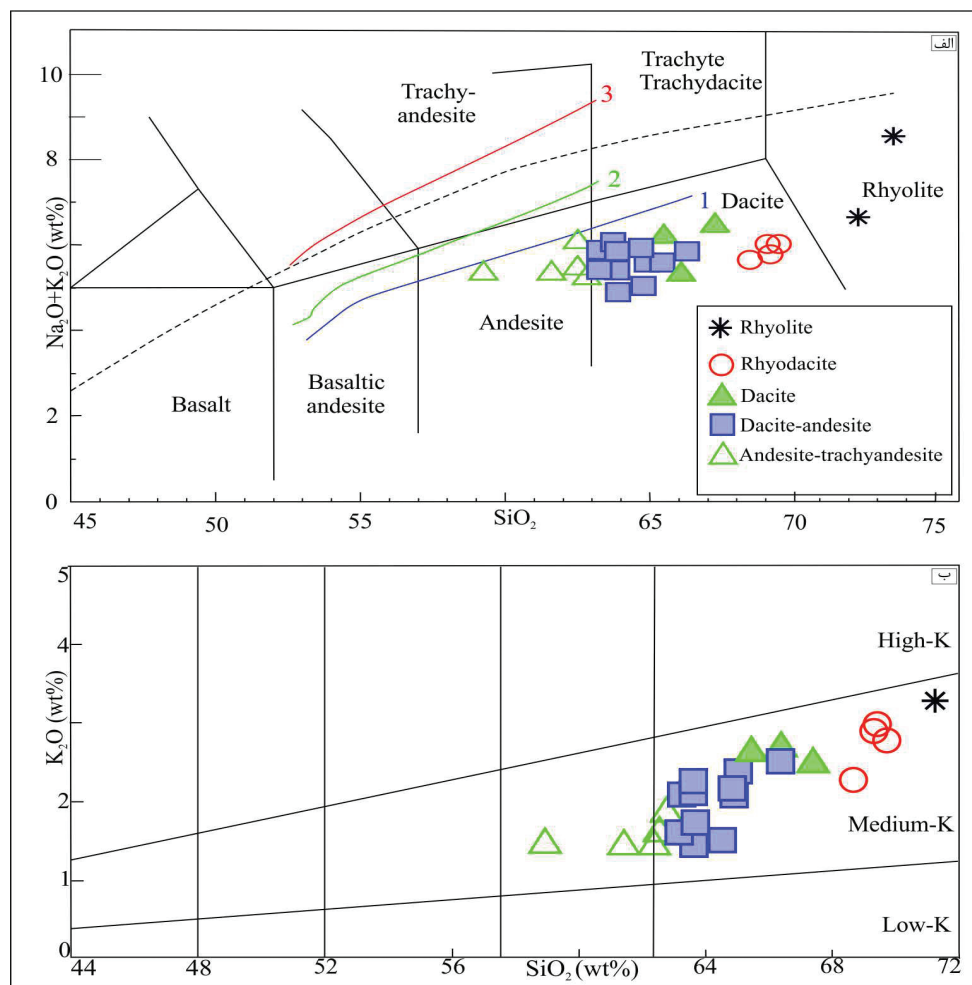 الف
10
8
6
4
2
0
Na₂O+K₂O (wt%)
Trachy-
andesite
Trachyte
Trachydacite
3
2
1
Dacite
Rhyolite
Andesite
Basaltic
andesite
Basalt
Rhyolite
Rhyodacite
Dacite
Dacite-andesite
Andesite-trachyandesite
45
50
55
SiO₂
65
70
75
ب
5
4
3
2
1
0
K₂O (wt%)
High-K
Medium-K
Low-K
44
48
52
56
SiO₂ (wt%)
64
68
72